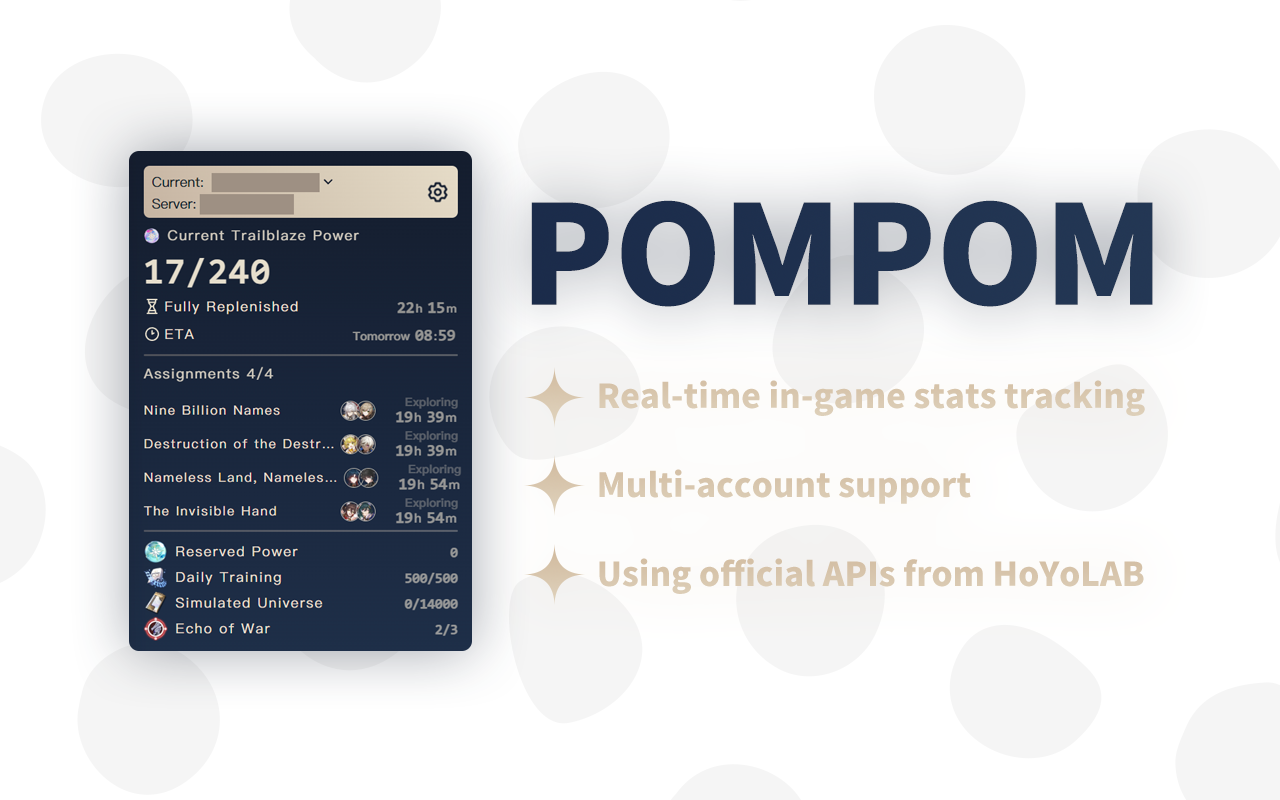 Current:
Server:
Current Trailblaze Power
17/240
Fully Replenished 22h 15m
ETA Tomorrow 08:59
Assignments 4/4
Nine Billion Names Exploring 19h 39m
Destruction of the Destr... Exploring 19h 39m
Nameless Land, Nameles... Exploring 19h 54m
The Invisible Hand Exploring 19h 54m
Reserved Power 0
Daily Training 500/500
Simulated Universe 0/14000
Echo of War 2/3
POMPOM
Real-time in-game stats tracking
Multi-account support
Using official APIs from HoYoLAB